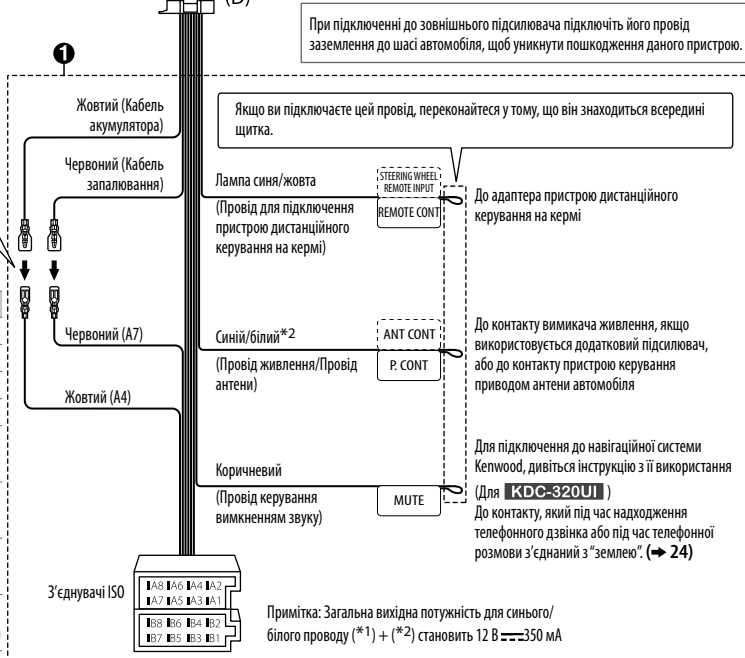 (D)
При підключенні до зовнішнього підсилювача підключіть його провід
заземлення до шасі автомобіля, щоб уникнути пошкодження даного пристрою.
1
Жовтий (Кабель
акумулятора)
Якщо ви підключаєте цей провід, переконайтеся у тому, що він знаходиться всередині
щитка.
Червоний (Кабель
запалювання)
Лампа синя/жовта
(Провід для підключення
пристрою дистанційного
керування на кермі)
STEERING WHEEL
REMOTE INPUT
REMOTE CONT
До адаптера пристрою дистанційного
керування на кермі
Червоний (A7)
Синій/білий*2
(Провід живлення/Провід
антени)
ANT CONT
P. CONT
До контакту вимикача живлення, якщо
використовується додатковий підсилювач,
або до контакту пристрою керування
приводом антени автомобіля
Жовтий (A4)
Коричневий
(Провід керування
вимкненням звуку)
MUTE
Для підключення до навігаційної системи
Kenwood, дивіться інструкцію з її використання
(Для KDC-320UI )
До контакту, який під час надходження
телефонного дзвінка або під час телефонної
розмови з’єднаний з “землею”. (➡ 24)
З’єднувачі ISO
A8 A6 A4 A2
A7 A5 A3 A1
B8 B6 B4 B2
B7 B5 B3 B1
Примітка: Загальна вихідна потужність для синього/
білого проводу (*1) + (*2) становить 12 В ⎓ 350 мА